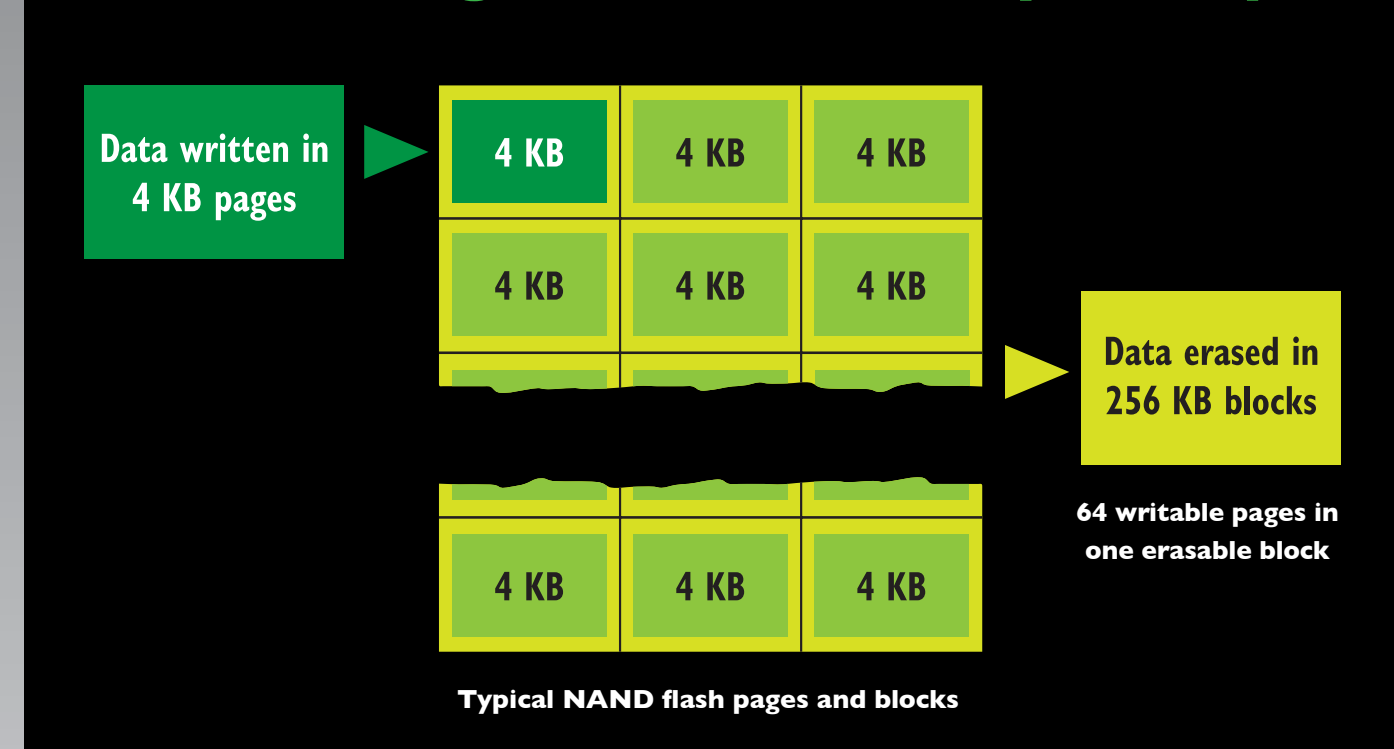 Data written in
4 KB pages
4 KB 4 KB 4 KB
4 KB 4 KB 4 KB
Data erased in
256 KB blocks
64 writable pages in
one erasable block
4 KB 4 KB 4 KB
Typical NAND flash pages and blocks